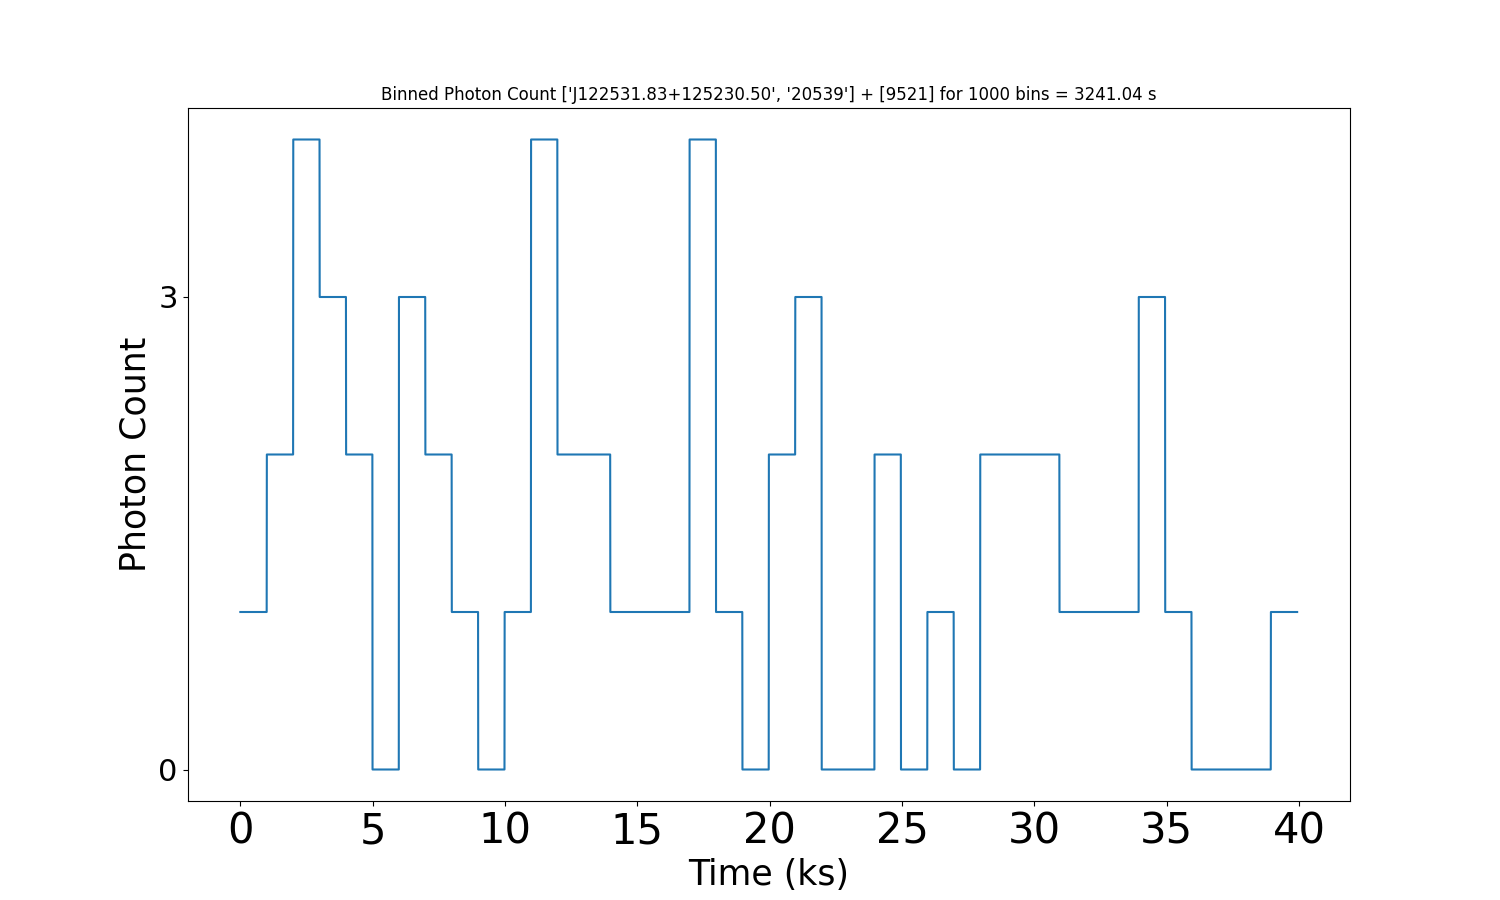 Binned Photon Count ['J122531.83+125230.50', '20539'] + [9521] for 1000 bins = 3241.04 s
3
0
Photon Count
0 5 10 15 20 25 30 35 40
Time (ks)